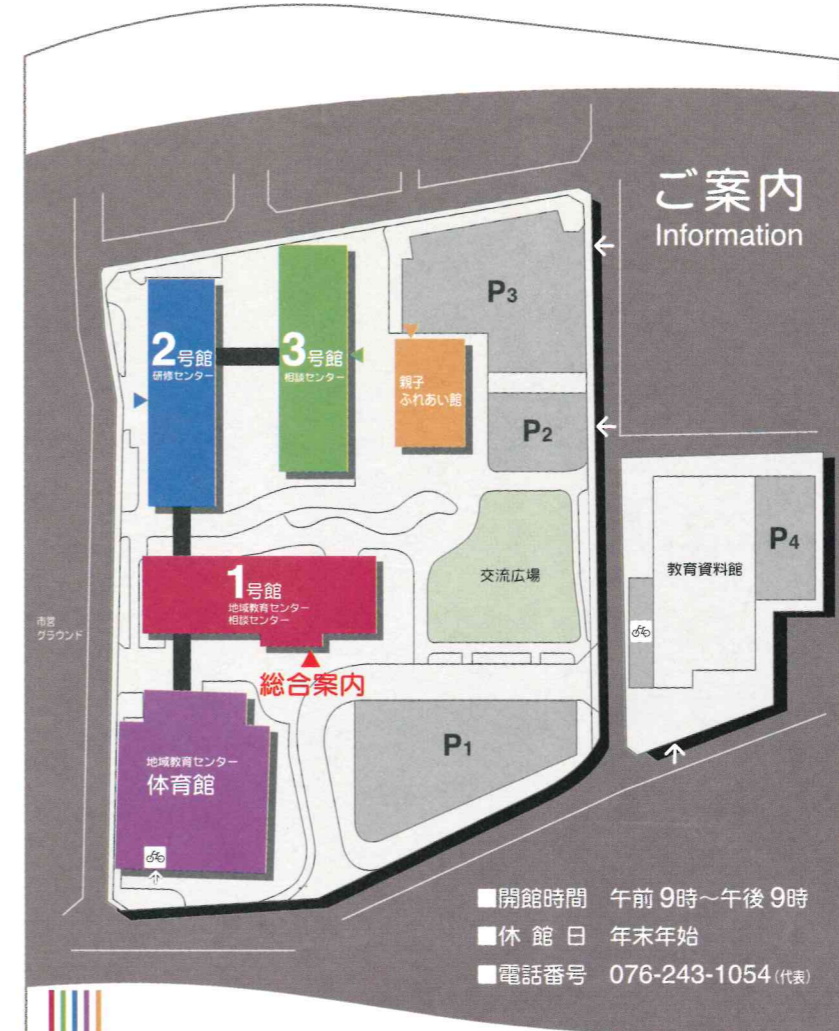 ご案内
Information
P3
2号館
研修センター
3号館
相談センター
親子
ふれあい館
P2
P4
教育資料館
交流広場
1号館
地域教育センター
相談センター
市営
グラウンド
総合案内
P1
地域教育センター
体育館
■開館時間 午前9時～午後9時
■休館日 年末年始
■電話番号 076-243-1054(代表)